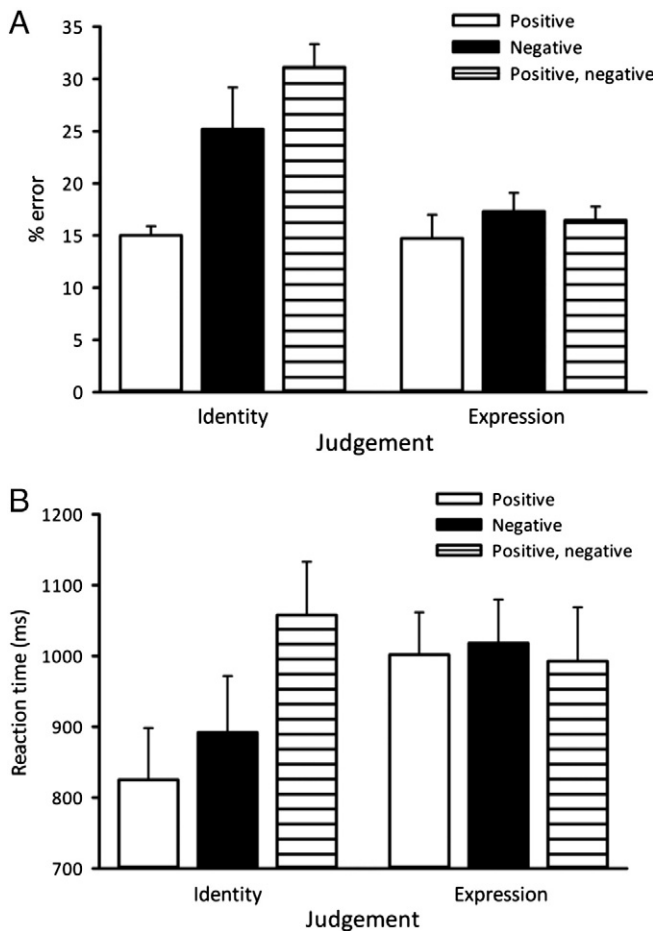 A
35
30
25
20
15
10
5
0
% error
Positive
Negative
Positive, negative
Identity
Expression
Judgement
B
1200
1100
1000
900
800
700
Reaction time (ms)
Positive
Negative
Positive, negative
Identity
Expression
Judgement